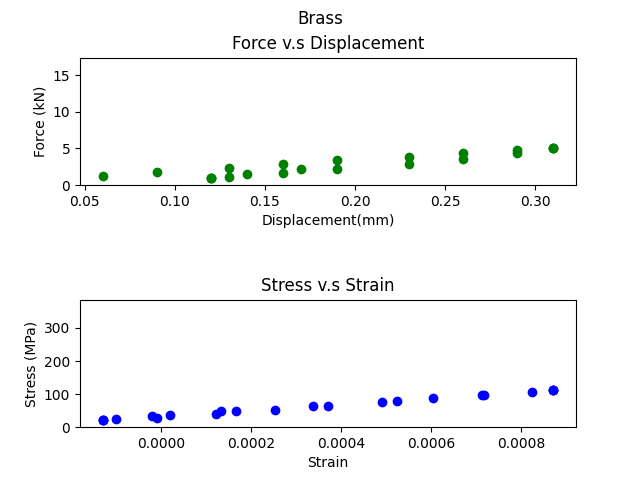 Brass
Force v.s Displacement
15
10
5
0
Force (kN)
0.05 0.10 0.15 0.20 0.25 0.30
Displacement(mm)
Stress v.s Strain
300
200
100
0
Stress (MPa)
0.0000 0.0002 0.0004 0.0006 0.0008
Strain